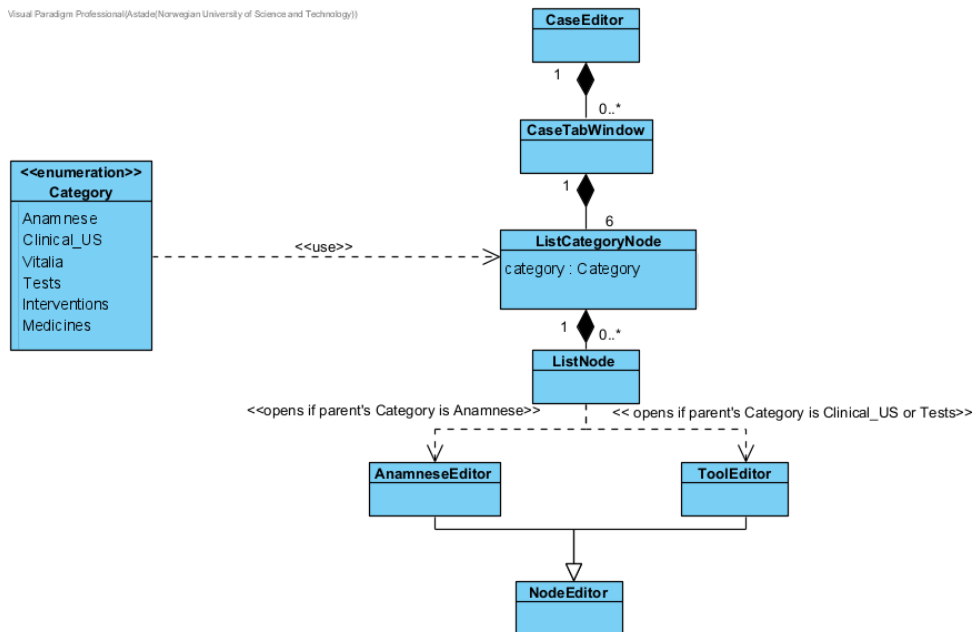 Visual Paradigm Professional(Astade(Norwegian University of Science and Technology))
CaseEditor
1
0..*
CaseTabWindow
1
6
<<enumeration>>
Category
Anamnese
Clinical_US
Vitalia
Tests
Interventions
Medicines
<<use>>
ListCategoryNode
category : Category
1
0..*
ListNode
<<opens if parent's Category is Anamnese>>
<< opens if parent's Category is Clinical_US or Tests>>
AnamneseEditor
ToolEditor
NodeEditor